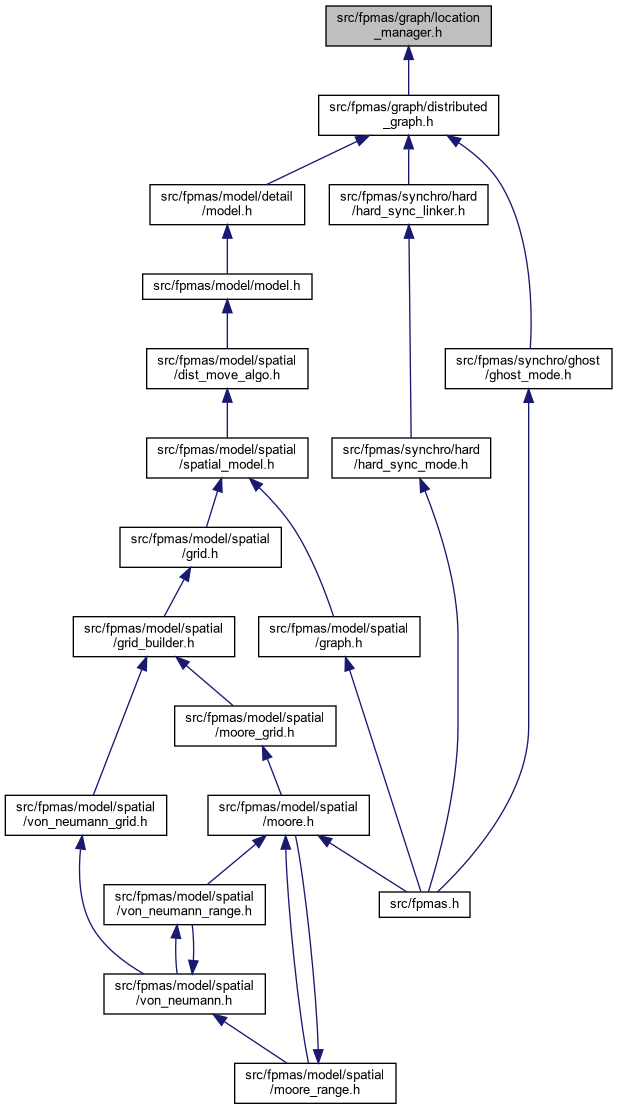 src/fpmas/graph/location
_manager.h
src/fpmas/graph/distributed
_graph.h
src/fpmas/model/detail
/model.h
src/fpmas/synchro/hard
/hard_sync_linker.h
src/fpmas/model/model.h
src/fpmas/model/spatial
/dist_move_algo.h
src/fpmas/synchro/ghost
/ghost_mode.h
src/fpmas/model/spatial
/spatial_model.h
src/fpmas/synchro/hard
/hard_sync_mode.h
src/fpmas/model/spatial
/grid.h
src/fpmas/model/spatial
/grid_builder.h
src/fpmas/model/spatial
/graph.h
src/fpmas/model/spatial
/moore_grid.h
src/fpmas/model/spatial
/von_neumann_grid.h
src/fpmas/model/spatial
/moore.h
src/fpmas/model/spatial
/von_neumann_range.h
src/fpmas.h
src/fpmas/model/spatial
/von_neumann.h
src/fpmas/model/spatial
/moore_range.h